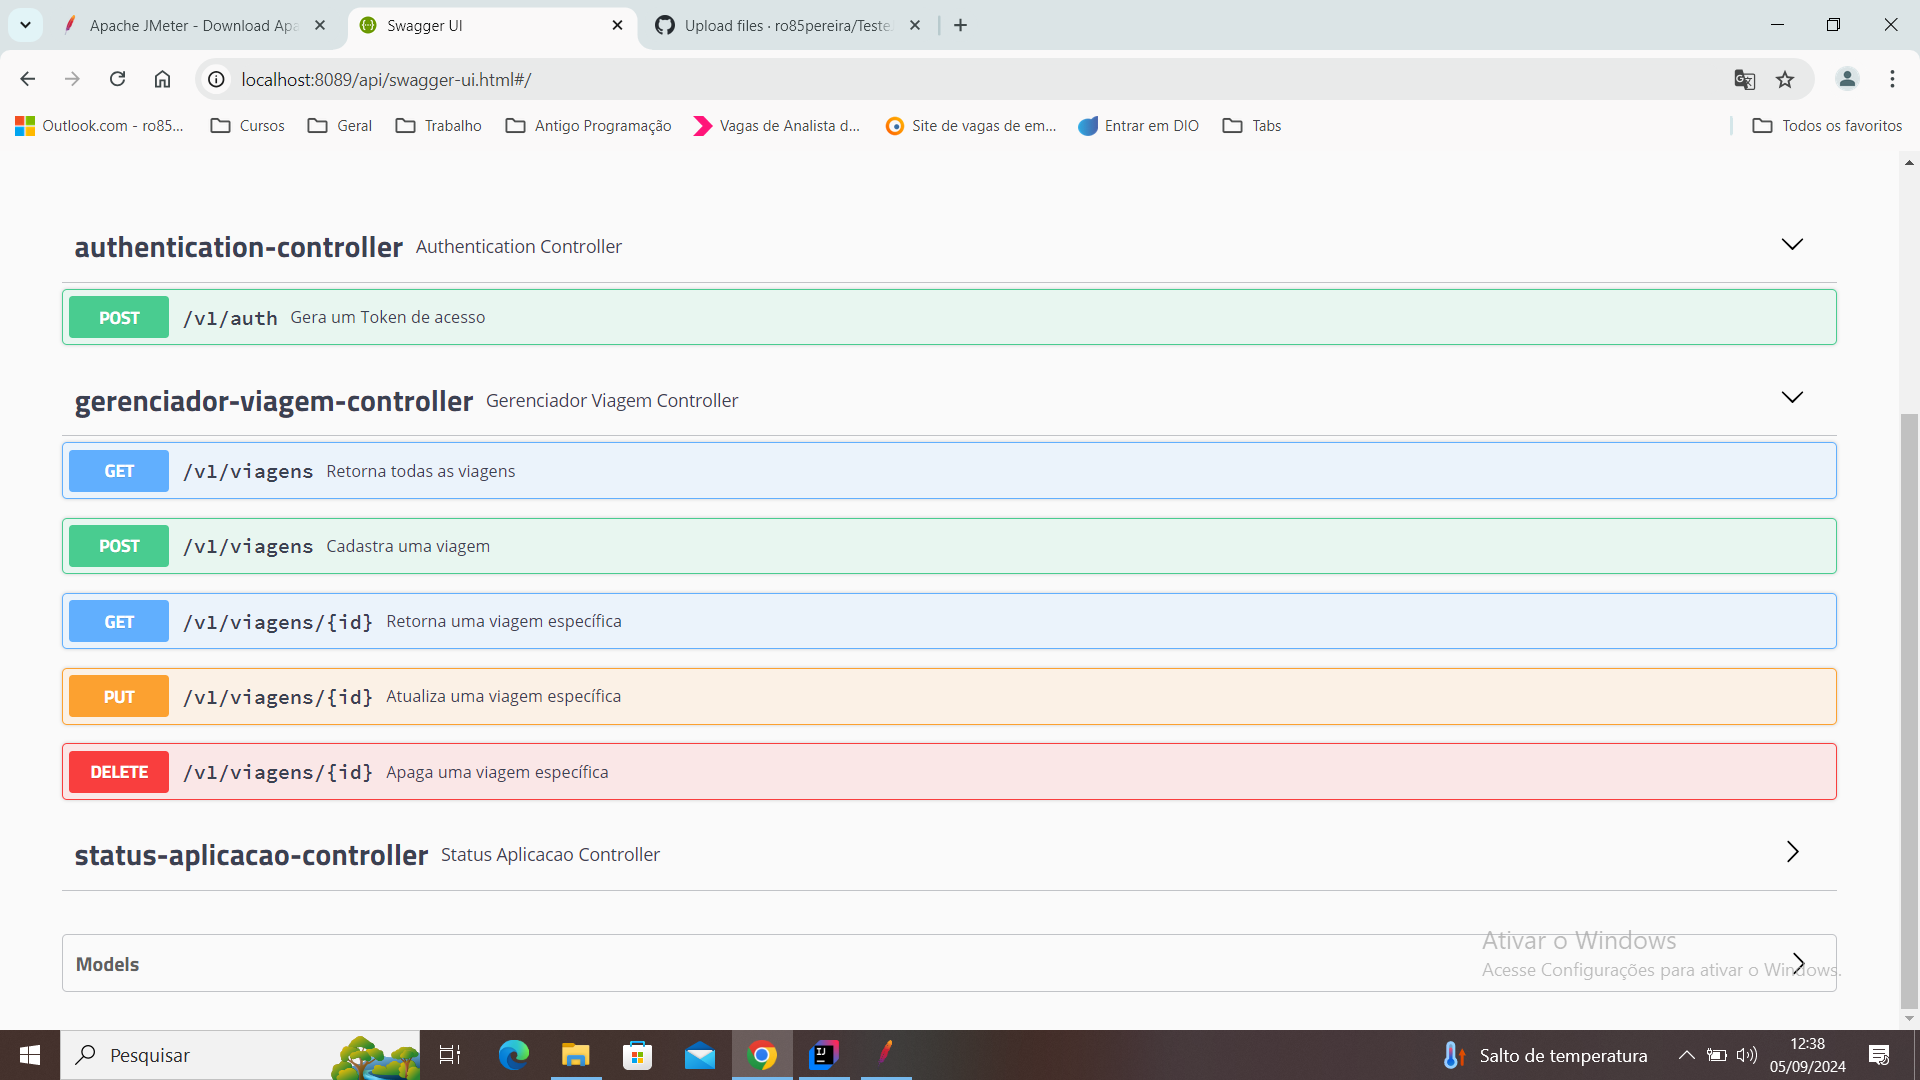 Apache JMeter - Download Apa
Swagger UI
Upload files · ro85pereira/Teste
localhost:8089/api/swagger-ui.html#/
Outlook.com - ro85...
Cursos
Geral
Trabalho
Antigo Programação
Vagas de Analista d...
Site de vagas de em...
Entrar em DIO
Tabs
Todos os favoritos
authentication-controller Authentication Controller
POST /v1/auth Gera um Token de acesso
gerenciador-viagem-controller Gerenciador Viagem Controller
GET /v1/viagens Retorna todas as viagens
POST /v1/viagens Cadastra uma viagem
GET /v1/viagens/{id} Retorna uma viagem específica
PUT /v1/viagens/{id} Atualiza uma viagem específica
DELETE /v1/viagens/{id} Apaga uma viagem específica
status-aplicacao-controller Status Aplicacao Controller
Models
Ativar o Windows
Acesse Configurações para ativar o Windows.
Pesquisar
Salto de temperatura
12:38
05/09/2024